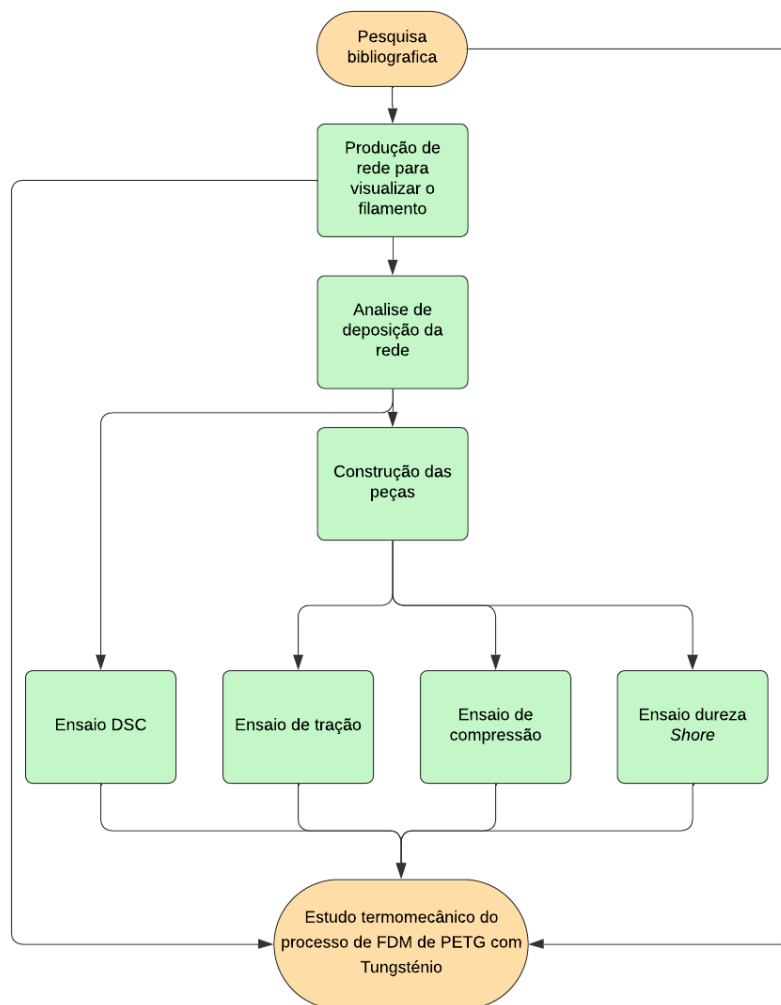 Pesquisa
bibliografica
Produção de
rede para
visualizar o
filamento
Analise de
deposição da
rede
Construção das
peças
Ensaio DSC
Ensaio de tração
Ensaio de
compressão
Ensaio dureza
Shore
Estudo termomecânico do
processo de FDM de PETG com
Tungsténio